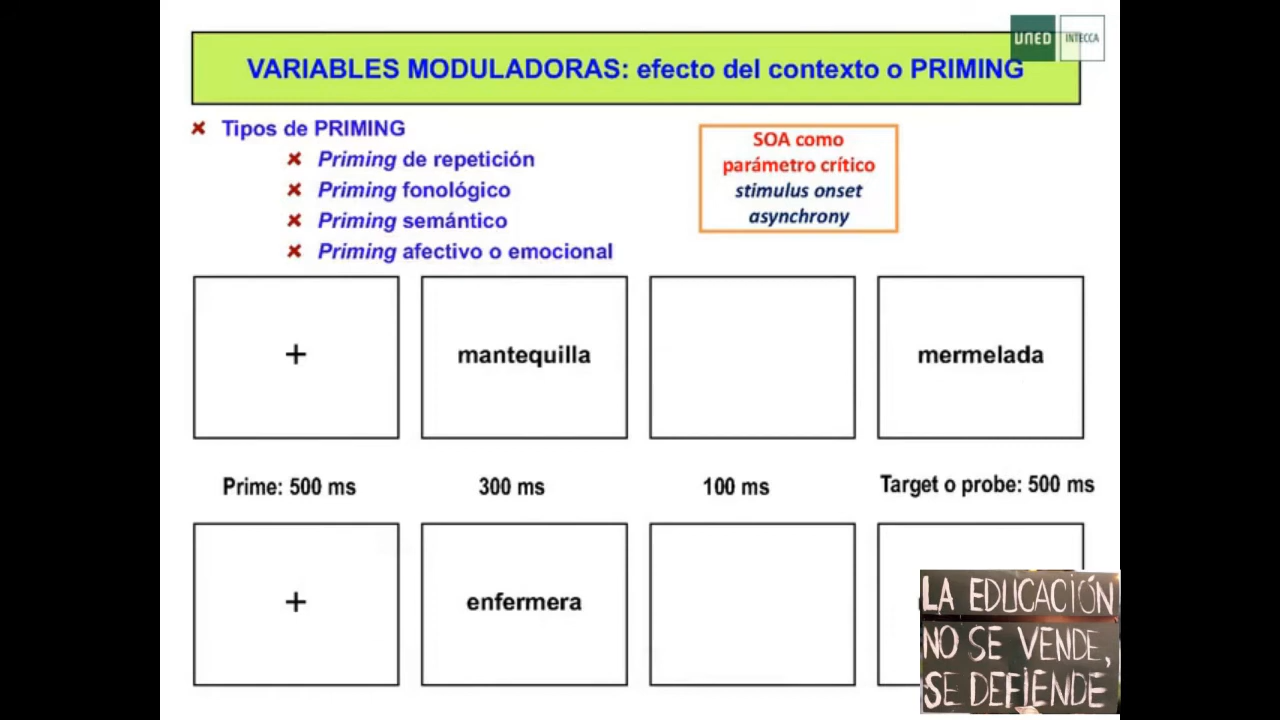 UNED INTECCA
VARIABLES MODULADORAS: efecto del contexto o PRIMING
Tipos de PRIMING
Priming de repetición
Priming fonológico
Priming semántico
Priming afectivo o emocional
SOA como
parámetro crítico
stimulus onset
asynchrony
+
mantequilla
mermelada
Prime: 500 ms
300 ms
100 ms
Target o probe: 500 ms
+
enfermera
LA EDUCACIÓN
NO SE VENDE,
SE DEFIENDE